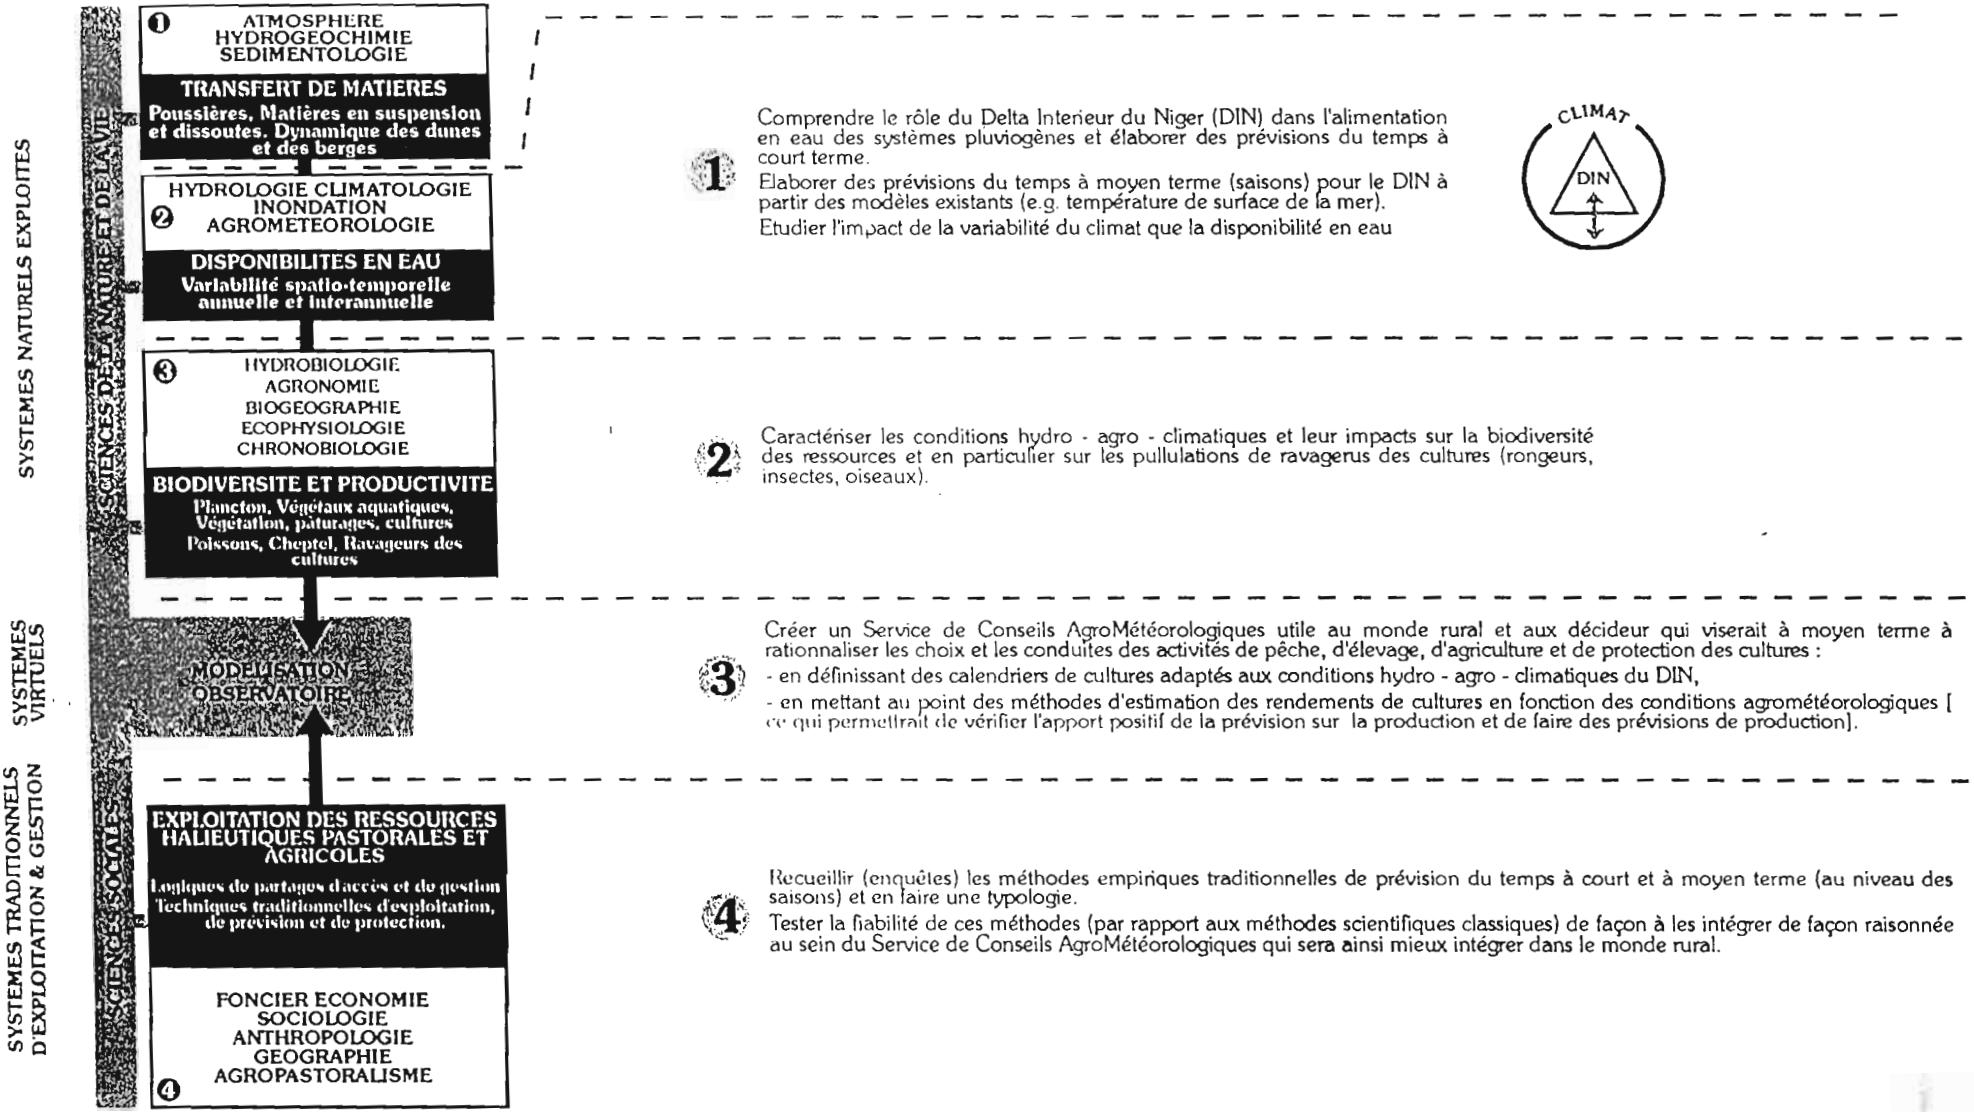 SYSTEMES NATURELS EXPLOITES
SYSTEMES
VIRTUELS
SYSTEMES TRADITIONNELS
D'EXPLOITATION & GESTION
SCIENCES DE LA NATURE ET DE LA VIE
SCIENCES SOCIALES
1
ATMOSPHERE
HYDROGEOCHIMIE
SEDIMENTOLOGIE
TRANSFERT DE MATIERES
Poussières, Matières en suspension
et dissoutes. Dynamique des dunes
et des berges
HYDROLOGIE CLIMATOLOGIE
INONDATION
2
AGROMETEOROLOGIE
DISPONIBILITES EN EAU
Variabilité spatio-temporelle
annuelle et interannuelle
3
HYDROBIOLOGIE
AGRONOMIE
BIOGEOGRAPHIE
ECOPHYSIOLOGIE
CHRONOBIOLOGIE
BIODIVERSITE ET PRODUCTIVITE
Plancton, Végétaux aquatiques,
Végétation, pâturages, cultures
Poissons, Cheptel, Ravageurs des
cultures
MODELISATION
OBSERVATOIRE
EXPLOITATION DES RESSOURCES
HALIEUTIQUES PASTORALES ET
AGRICOLES
Logiques de partages d'accès et de gestion
Techniques traditionnelles d'exploitation,
de prévision et de protection.
FONCIER ECONOMIE
SOCIOLOGIE
ANTHROPOLOGIE
GEOGRAPHIE
AGROPASTORALISME
4
1
Comprendre le rôle du Delta Interieur du Niger (DIN) dans l'alimentation
en eau des systèmes pluviogènes et élaborer des prévisions du temps à
court terme.
Elaborer des prévisions du temps à moyen terme (saisons) pour le DIN à
partir des modèles existants (e.g. température de surface de la mer).
Etudier l'impact de la variabilité du climat que la disponibilité en eau
CLIMAT
DIN
2
Caractériser les conditions hydro - agro - climatiques et leur impacts sur la biodiversité
des ressources et en particulier sur les pullulations de ravagerus des cultures (rongeurs,
insectes, oiseaux).
3
Créer un Service de Conseils AgroMétéorologiques utile au monde rural et aux décideur qui viserait à moyen terme à
rationnaliser les choix et les conduites des activités de pêche, d'élevage, d'agriculture et de protection des cultures :
- en définissant des calendriers de cultures adaptés aux conditions hydro - agro - climatiques du DIN,
- en mettant au point des méthodes d'estimation des rendements de cultures en fonction des conditions agrométéorologiques [
ce qui permettrait de vérifier l'apport positif de la prévision sur la production et de faire des prévisions de production].
4
Recueillir (enquêtes) les méthodes empiriques traditionnelles de prévision du temps à court et à moyen terme (au niveau des
saisons) et en faire une typologie.
Tester la fiabilité de ces méthodes (par rapport aux méthodes scientifiques classiques) de façon à les intégrer de façon raisonnée
au sein du Service de Conseils AgroMétéorologiques qui sera ainsi mieux intégrer dans le monde rural.